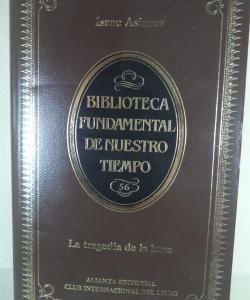 Isaac Asimov
BIBLIOTECA
FUNDAMENTAL
DE NUESTRO
TIEMPO
56
La tragedia de la luna
ALIANZA EDITORIAL
CLUB INTERNACIONAL DEL LIBRO